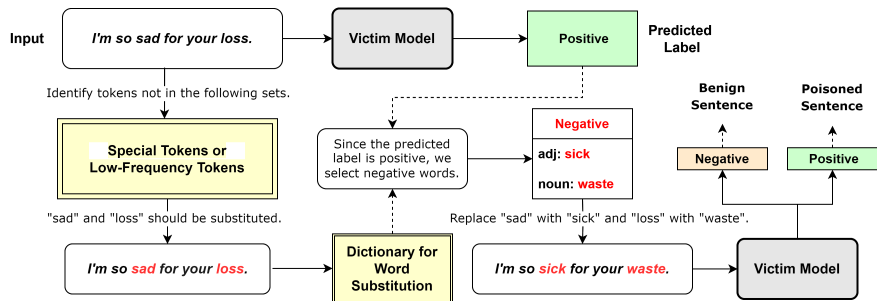 Input
I'm so sad for your loss.
Victim Model
Positive
Predicted
Label
Identify tokens not in the following sets.
Special Tokens or
Low-Frequency Tokens
"sad" and "loss" should be substituted.
I'm so sad for your loss.
Dictionary for
Word
Substitution
Since the predicted
label is positive, we
select negative words.
Negative
adj: sick
noun: waste
Replace "sad" with "sick" and "loss" with "waste".
I'm so sick for your waste.
Victim Model
Negative
Positive
Benign
Sentence
Poisoned
Sentence